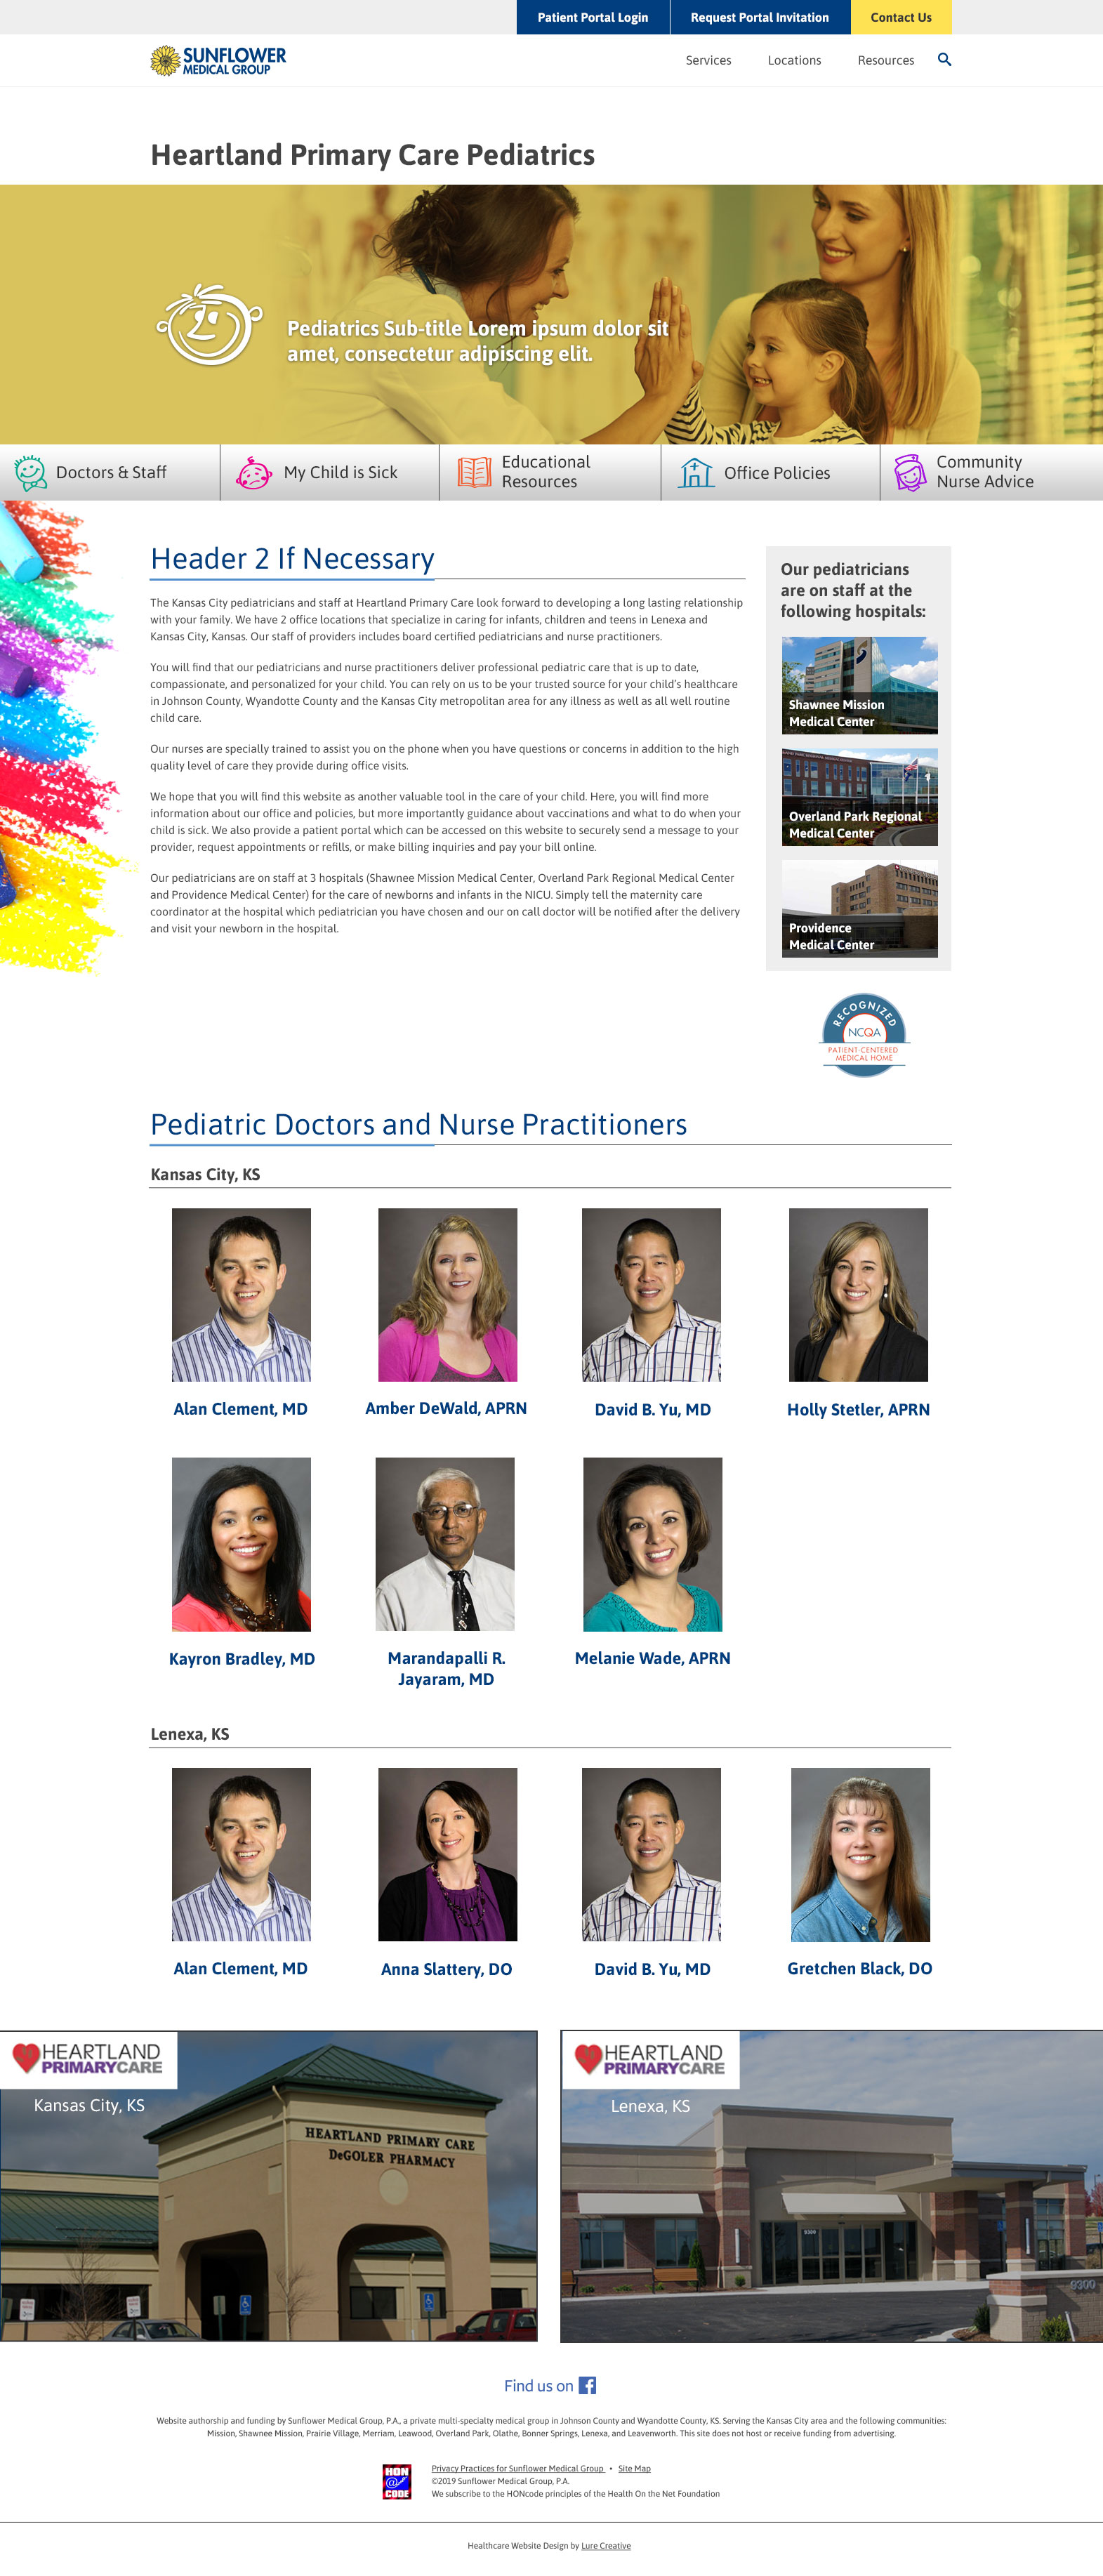 Patient Portal Login
Request Portal Invitation
Contact Us
SUNFLOWER
MEDICAL GROUP
Services
Locations
Resources
Heartland Primary Care Pediatrics
Pediatrics Sub-title Lorem ipsum dolor sit
amet, consectetur adipiscing elit.
Doctors & Staff
My Child is Sick
Educational
Resources
Office Policies
Community
Nurse Advice
Header 2 If Necessary
The Kansas City pediatricians and staff at Heartland Primary Care look forward to developing a long lasting relationship
with your family. We have 2 office locations that specialize in caring for infants, children and teens in Lenexa and
Kansas City, Kansas. Our staff of providers includes board certified pediatricians and nurse practitioners.
You will find that our pediatricians and nurse practitioners deliver professional pediatric care that is up to date,
compassionate, and personalized for your child. You can rely on us to be your trusted source for your child's healthcare
in Johnson County, Wyandotte County and the Kansas City metropolitan area for any illness as well as all well routine
child care.
Our nurses are specially trained to assist you on the phone when you have questions or concerns in addition to the high
quality level of care they provide during office visits.
We hope that you will find this website as another valuable tool in the care of your child. Here, you will find more
information about our office and policies, but more importantly guidance about vaccinations and what to do when your
child is sick. We also provide a patient portal which can be accessed on this website to securely send a message to your
provider, request appointments or refills, or make billing inquiries and pay your bill online.
Our pediatricians are on staff at 3 hospitals (Shawnee Mission Medical Center, Overland Park Regional Medical Center
and Providence Medical Center) for the care of newborns and infants in the NICU. Simply tell the maternity care
coordinator at the hospital which pediatrician you have chosen and our on call doctor will be notified after the delivery
and visit your newborn in the hospital.
Our pediatricians
are on staff at the
following hospitals:
Shawnee Mission
Medical Center
Overland Park Regional
Medical Center
Providence
Medical Center
RECOGNIZED
NCQA
PATIENT-CENTERED
MEDICAL HOME
Pediatric Doctors and Nurse Practitioners
Kansas City, KS
Alan Clement, MD
Amber DeWald, APRN
David B. Yu, MD
Holly Stetler, APRN
Kayron Bradley, MD
Marandapalli R.
Jayaram, MD
Melanie Wade, APRN
Lenexa, KS
Alan Clement, MD
Anna Slattery, DO
David B. Yu, MD
Gretchen Black, DO
HEARTLAND
PRIMARYCARE
Kansas City, KS
HEARTLAND PRIMARY CARE
DeGOLER PHARMACY
HEARTLAND
PRIMARYCARE
Lenexa, KS
9300
9300
Find us on
Website authorship and funding by Sunflower Medical Group, P.A., a private multi-specialty medical group in Johnson County and Wyandotte County, KS. Serving the Kansas City area and the following communities:
Mission, Shawnee Mission, Prairie Village, Merriam, Leawood, Overland Park, Olathe, Bonner Springs, Lenexa, and Leavenworth. This site does not host or receive funding from advertising.
HON
@
CODE
Privacy Practices for Sunflower Medical Group • Site Map
©2019 Sunflower Medical Group, P.A.
We subscribe to the HONcode principles of the Health On the Net Foundation
Healthcare Website Design by Lure Creative